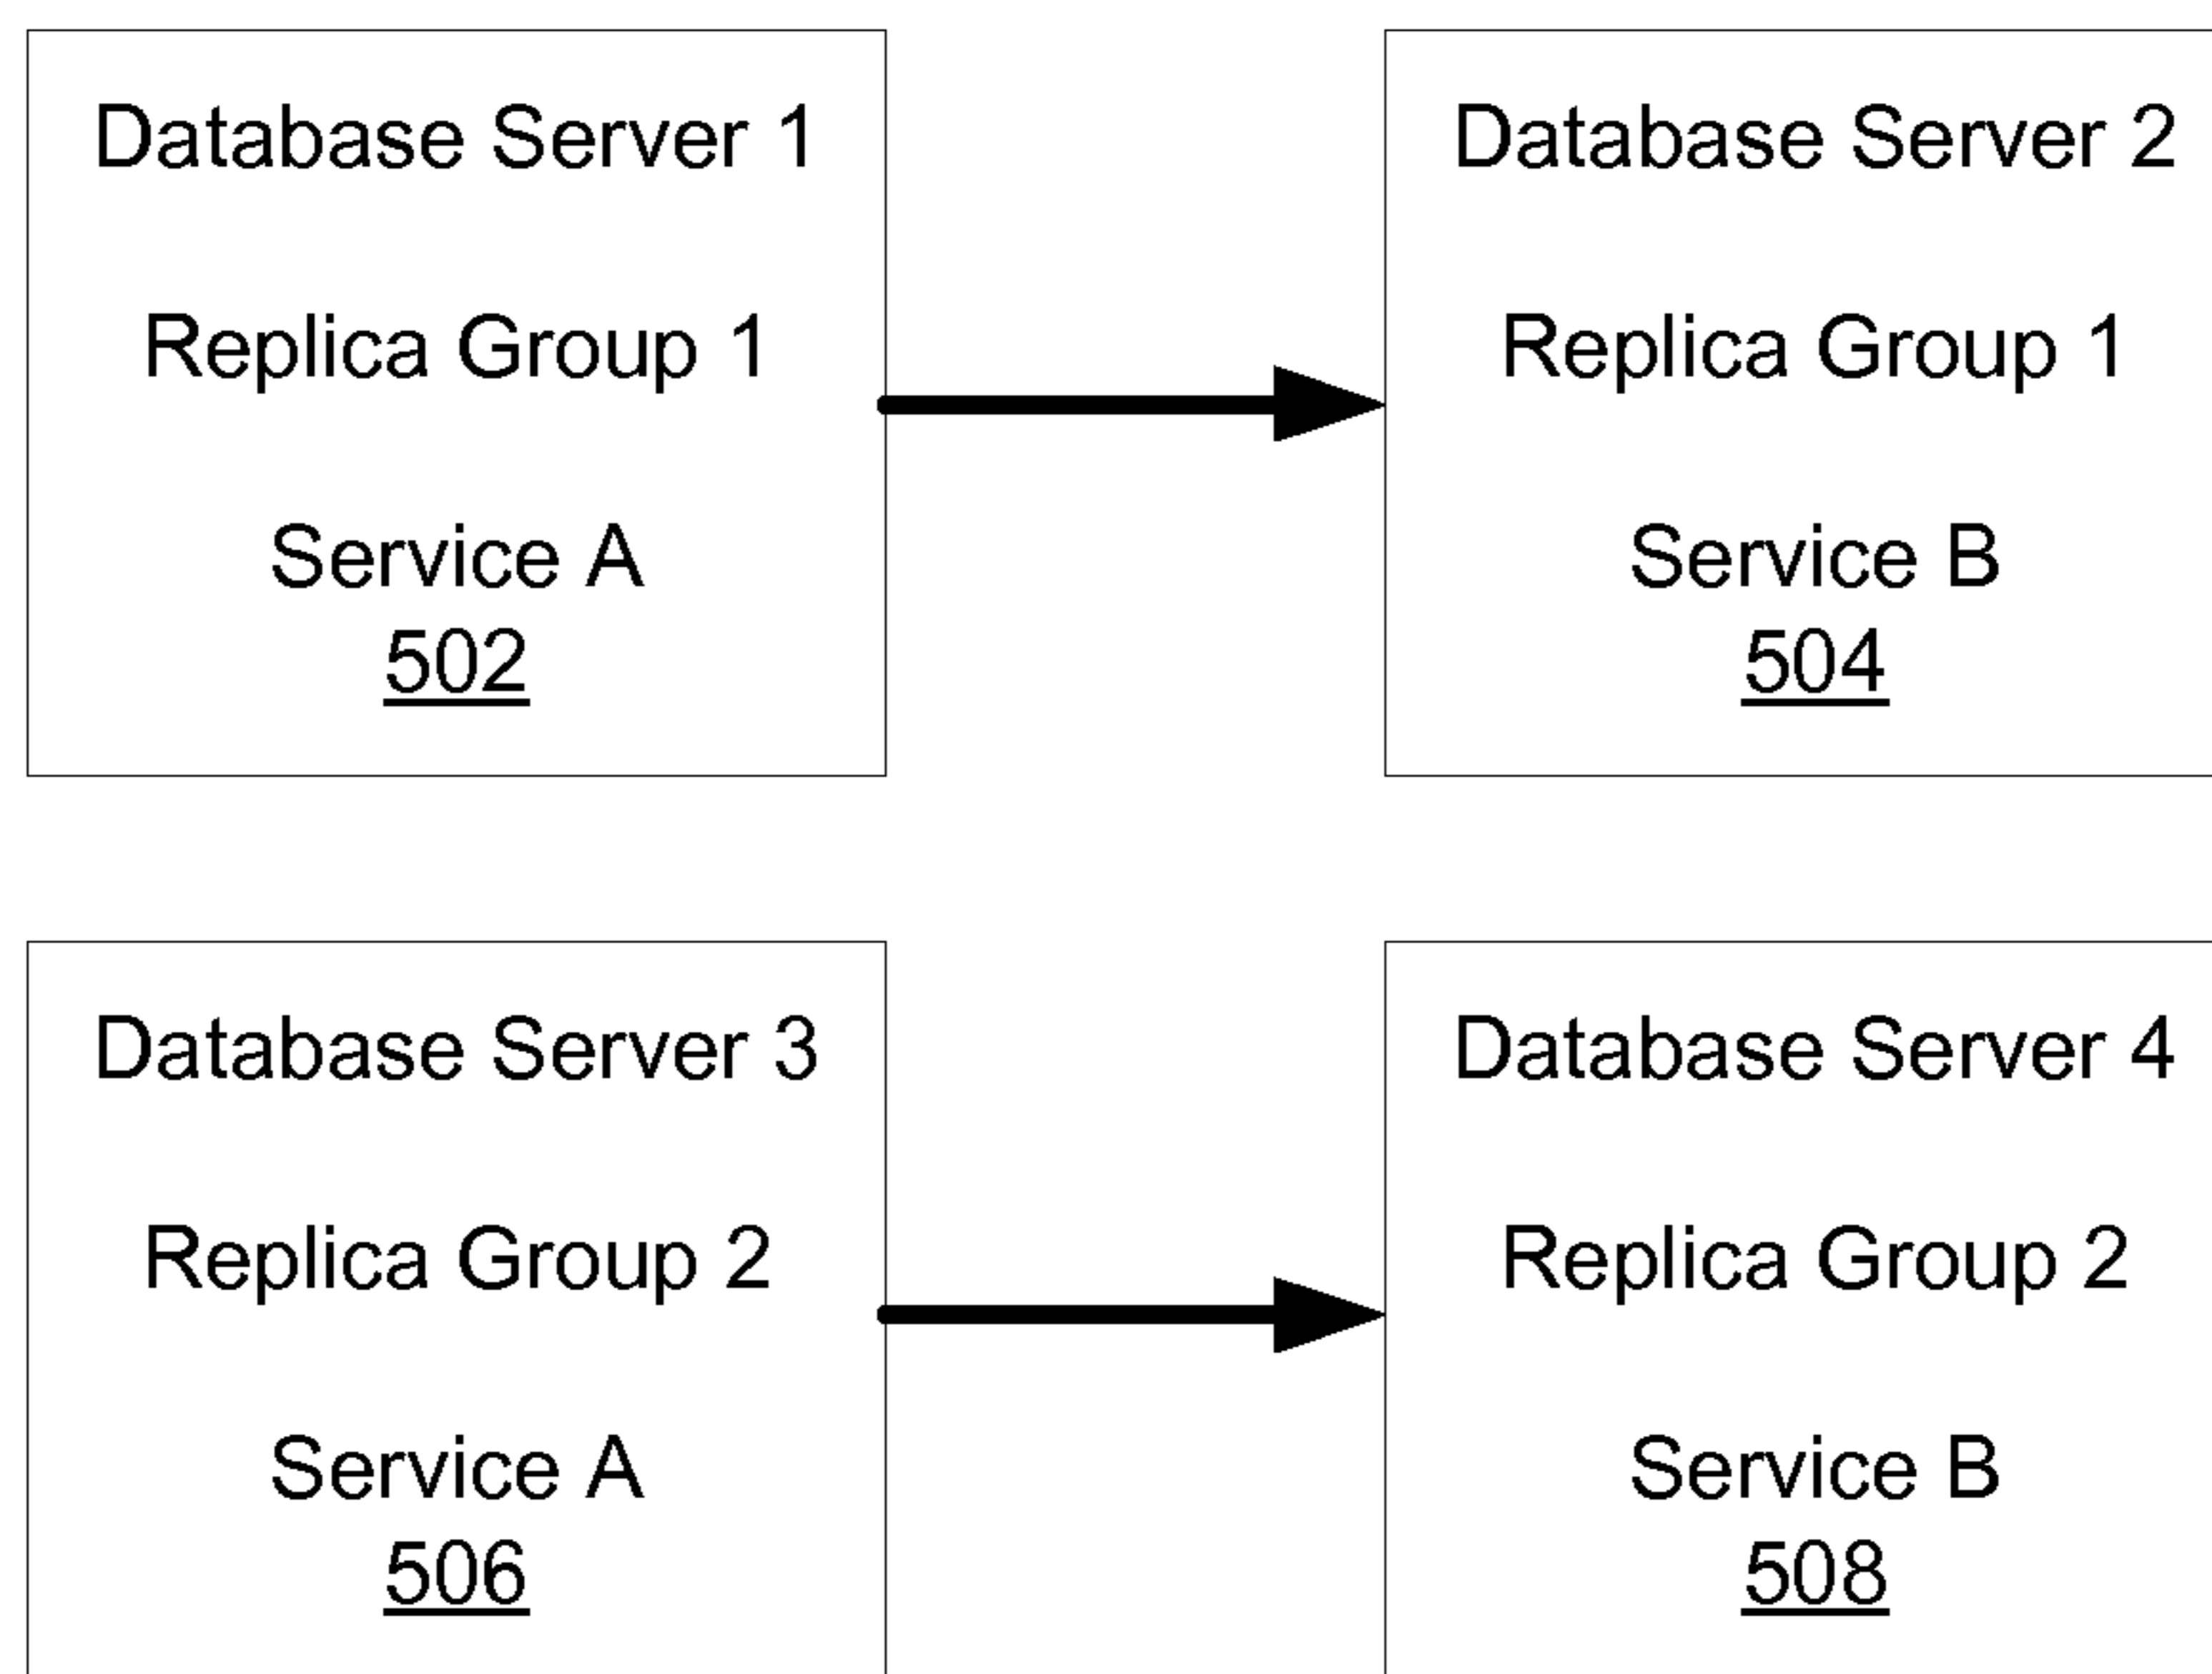 Database Server 1
Replica Group 1
Service A
502
Database Server 2
Replica Group 1
Service B
504
Database Server 3
Replica Group 2
Service A
506
Database Server 4
Replica Group 2
Service B
508